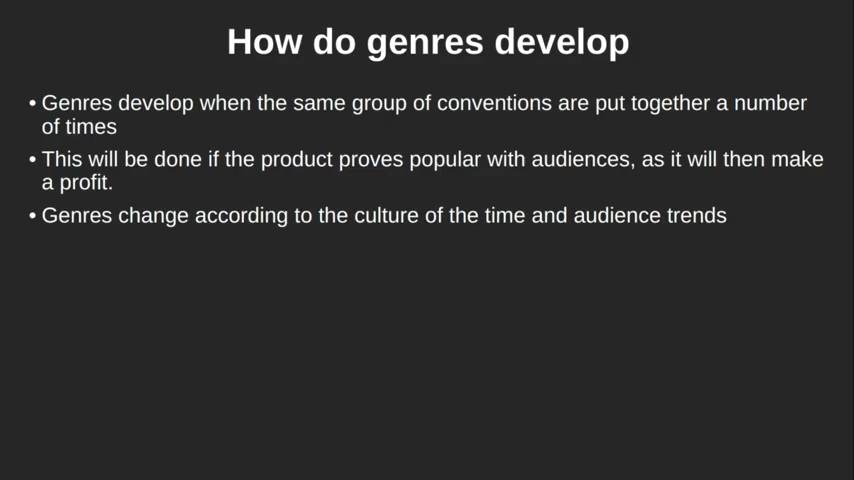 How do genres develop
• Genres develop when the same group of conventions are put together a number
of times
• This will be done if the product proves popular with audiences, as it will then make
a profit.
• Genres change according to the culture of the time and audience trends